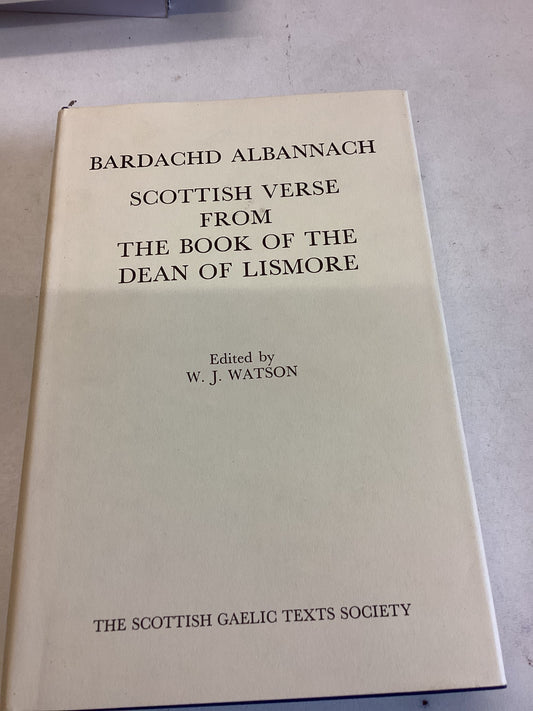 BARDACHD ALBANNACH
SCOTTISH VERSE
FROM
THE BOOK OF THE
DEAN OF LISMORE
Edited by
W. J. WATSON
THE SCOTTISH GAELIC TEXTS SOCIETY